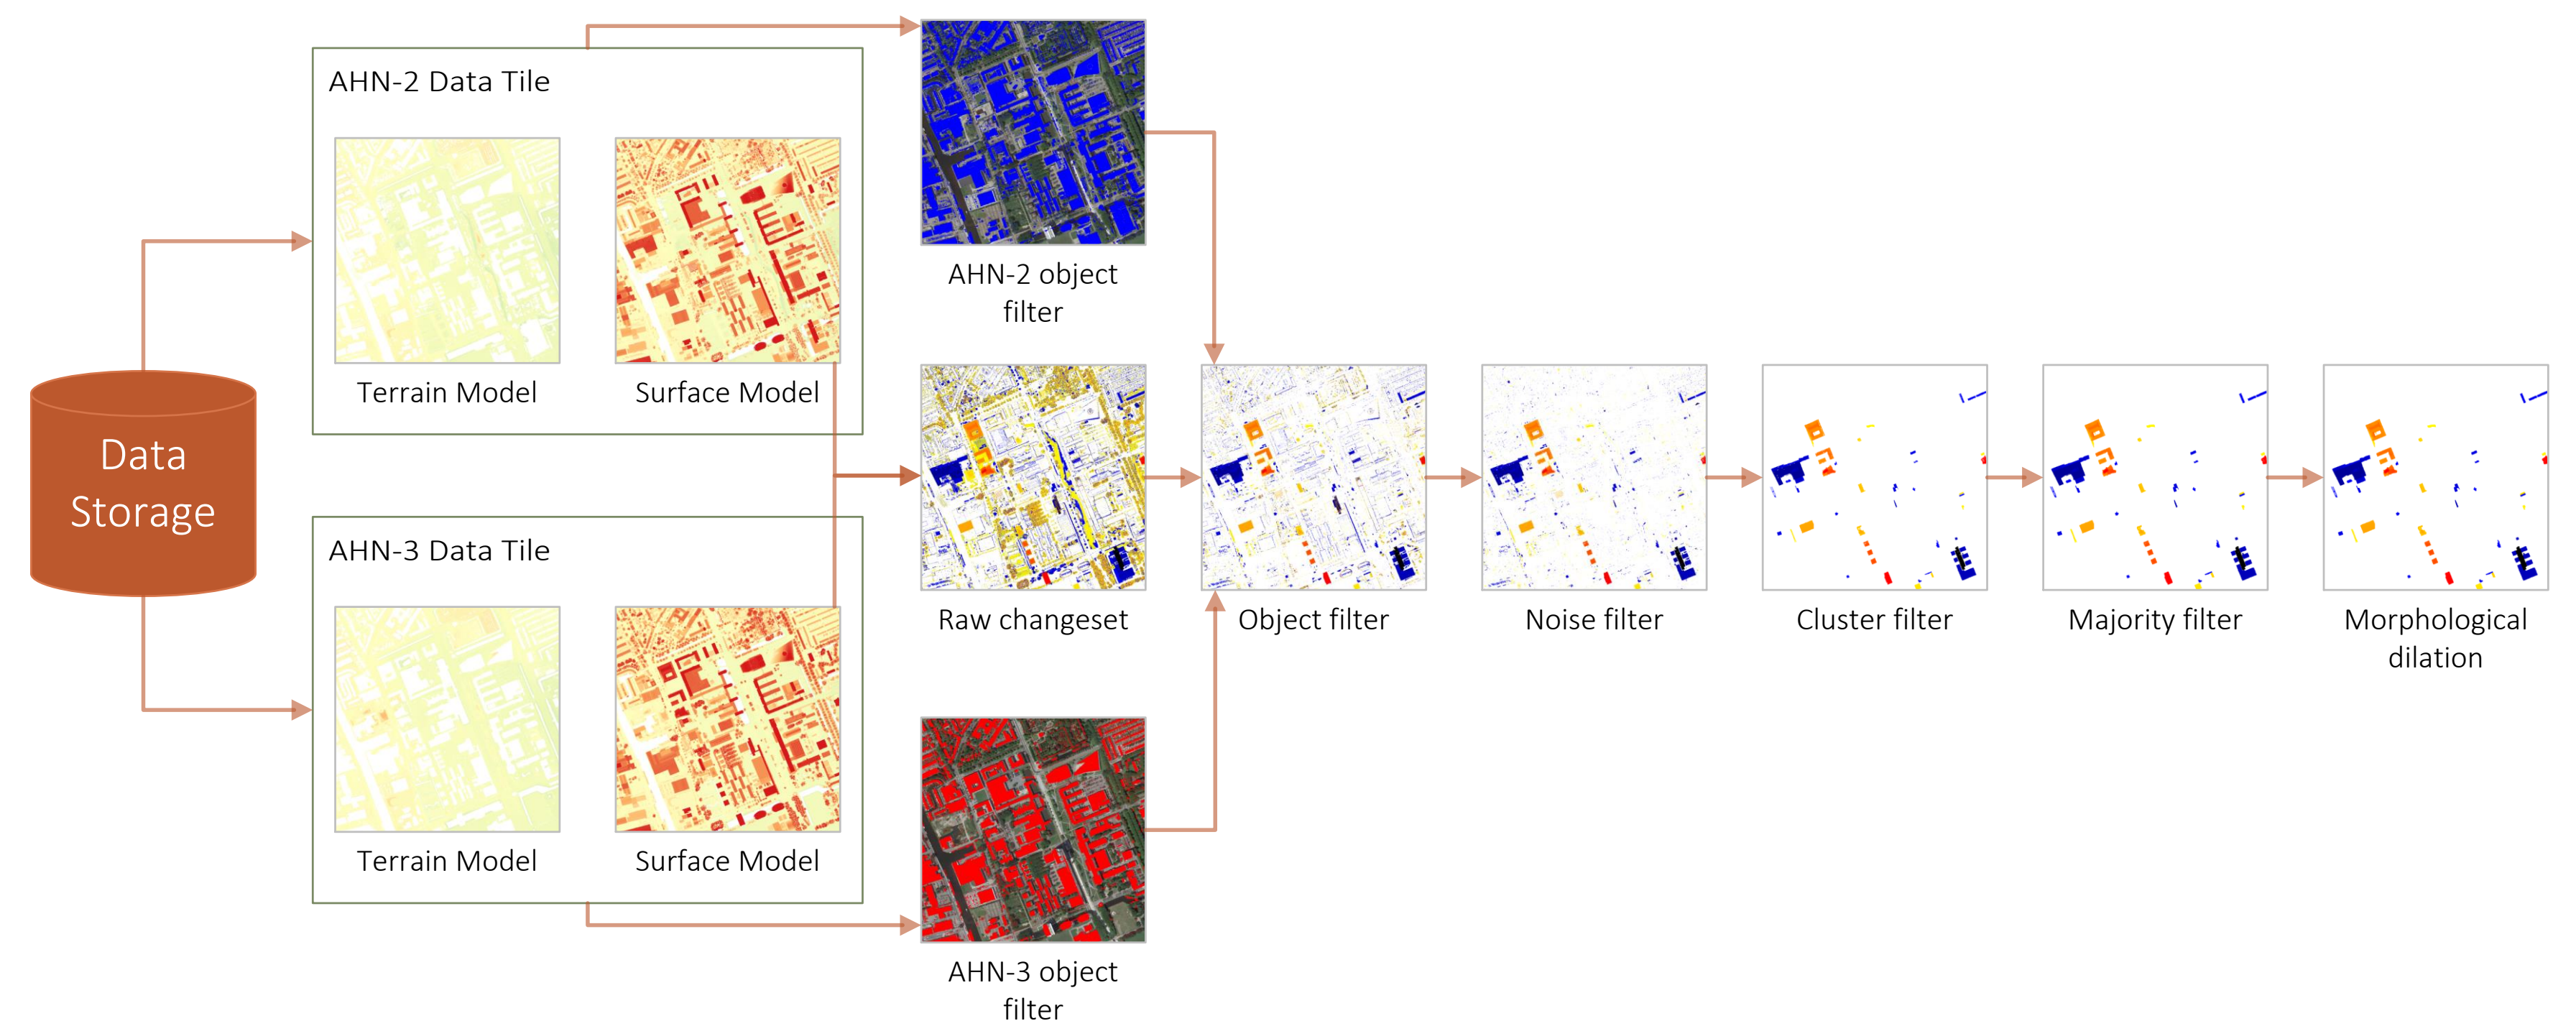 Data
Storage
AHN-2 Data Tile
Terrain Model
Surface Model
AHN-3 Data Tile
Terrain Model
Surface Model
AHN-2 object
filter
Raw changeset
AHN-3 object
filter
Object filter
Noise filter
Cluster filter
Majority filter
Morphological
dilation